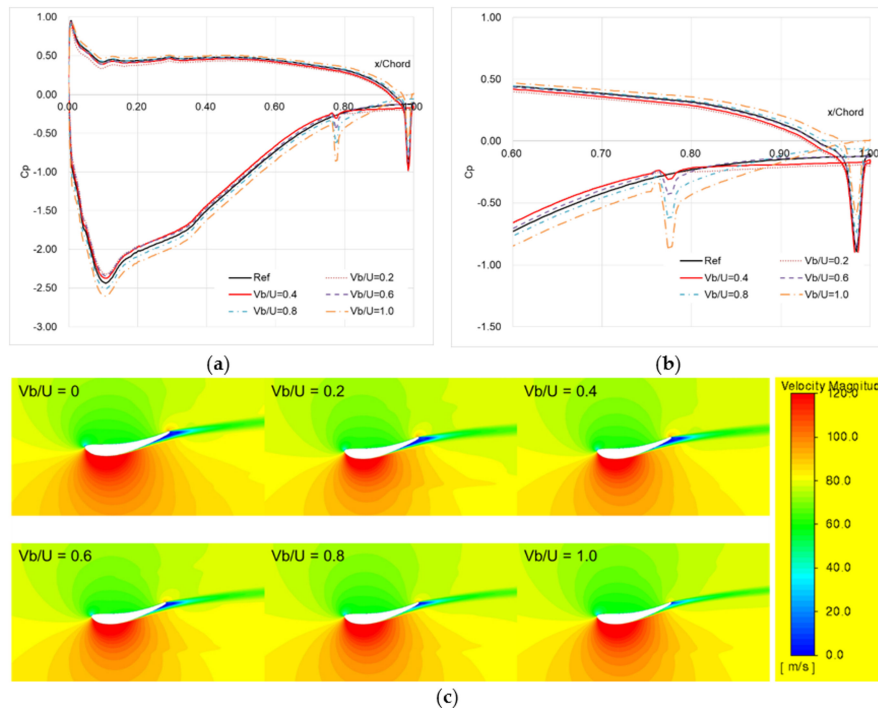 1.00
0.50
x/Chord
0.00
0.00 0.20 0.40 0.60 0.80 1.00
-0.50
-1.00
Cp
-1.50
-2.00
-2.50
-3.00
Ref Vb/U=0.2
Vb/U=0.4 Vb/U=0.6
Vb/U=0.8 Vb/U=1.0
(a)
1.00
0.50
x/Chord
0.00
0.60 0.70 0.80 0.90 1.00
-0.50
-1.00
-1.50
Ref Vb/U=0.2
Vb/U=0.4 Vb/U=0.6
Vb/U=0.8 Vb/U=1.0
(b)
Vb/U = 0 Vb/U = 0.2 Vb/U = 0.4
Vb/U = 0.6 Vb/U = 0.8 Vb/U = 1.0
Velocity Magnitud
120.0
100.0
80.0
60.0
40.0
20.0
0.0
[ m/s ]
(c)